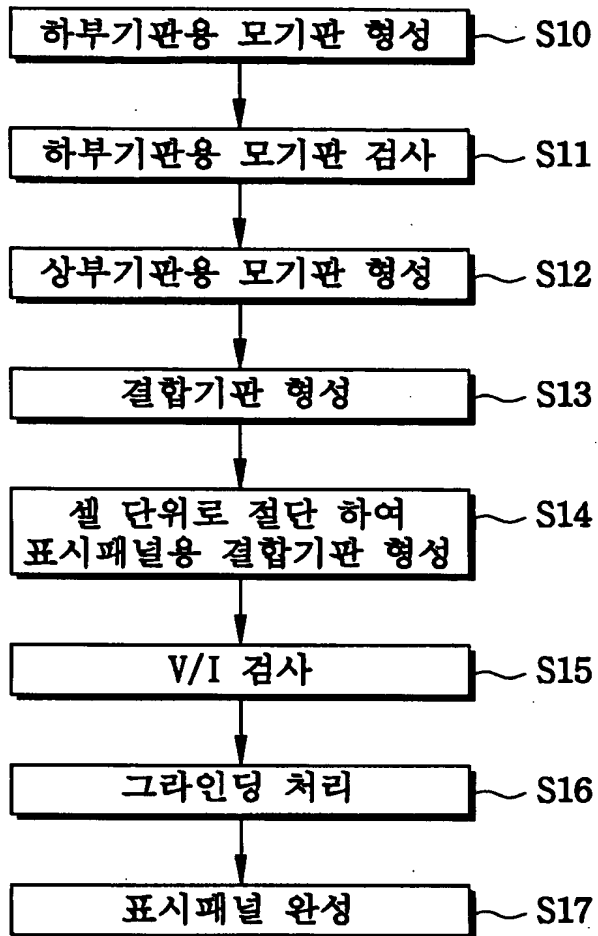 하부기판용 모기판 형성 S10
하부기판용 모기판 검사 S11
상부기판용 모기판 형성 S12
결합기판 형성 S13
셀 단위로 절단 하여 S14
표시패널용 결합기판 형성
V/I 검사 S15
그라인딩 처리 S16
표시패널 완성 S17